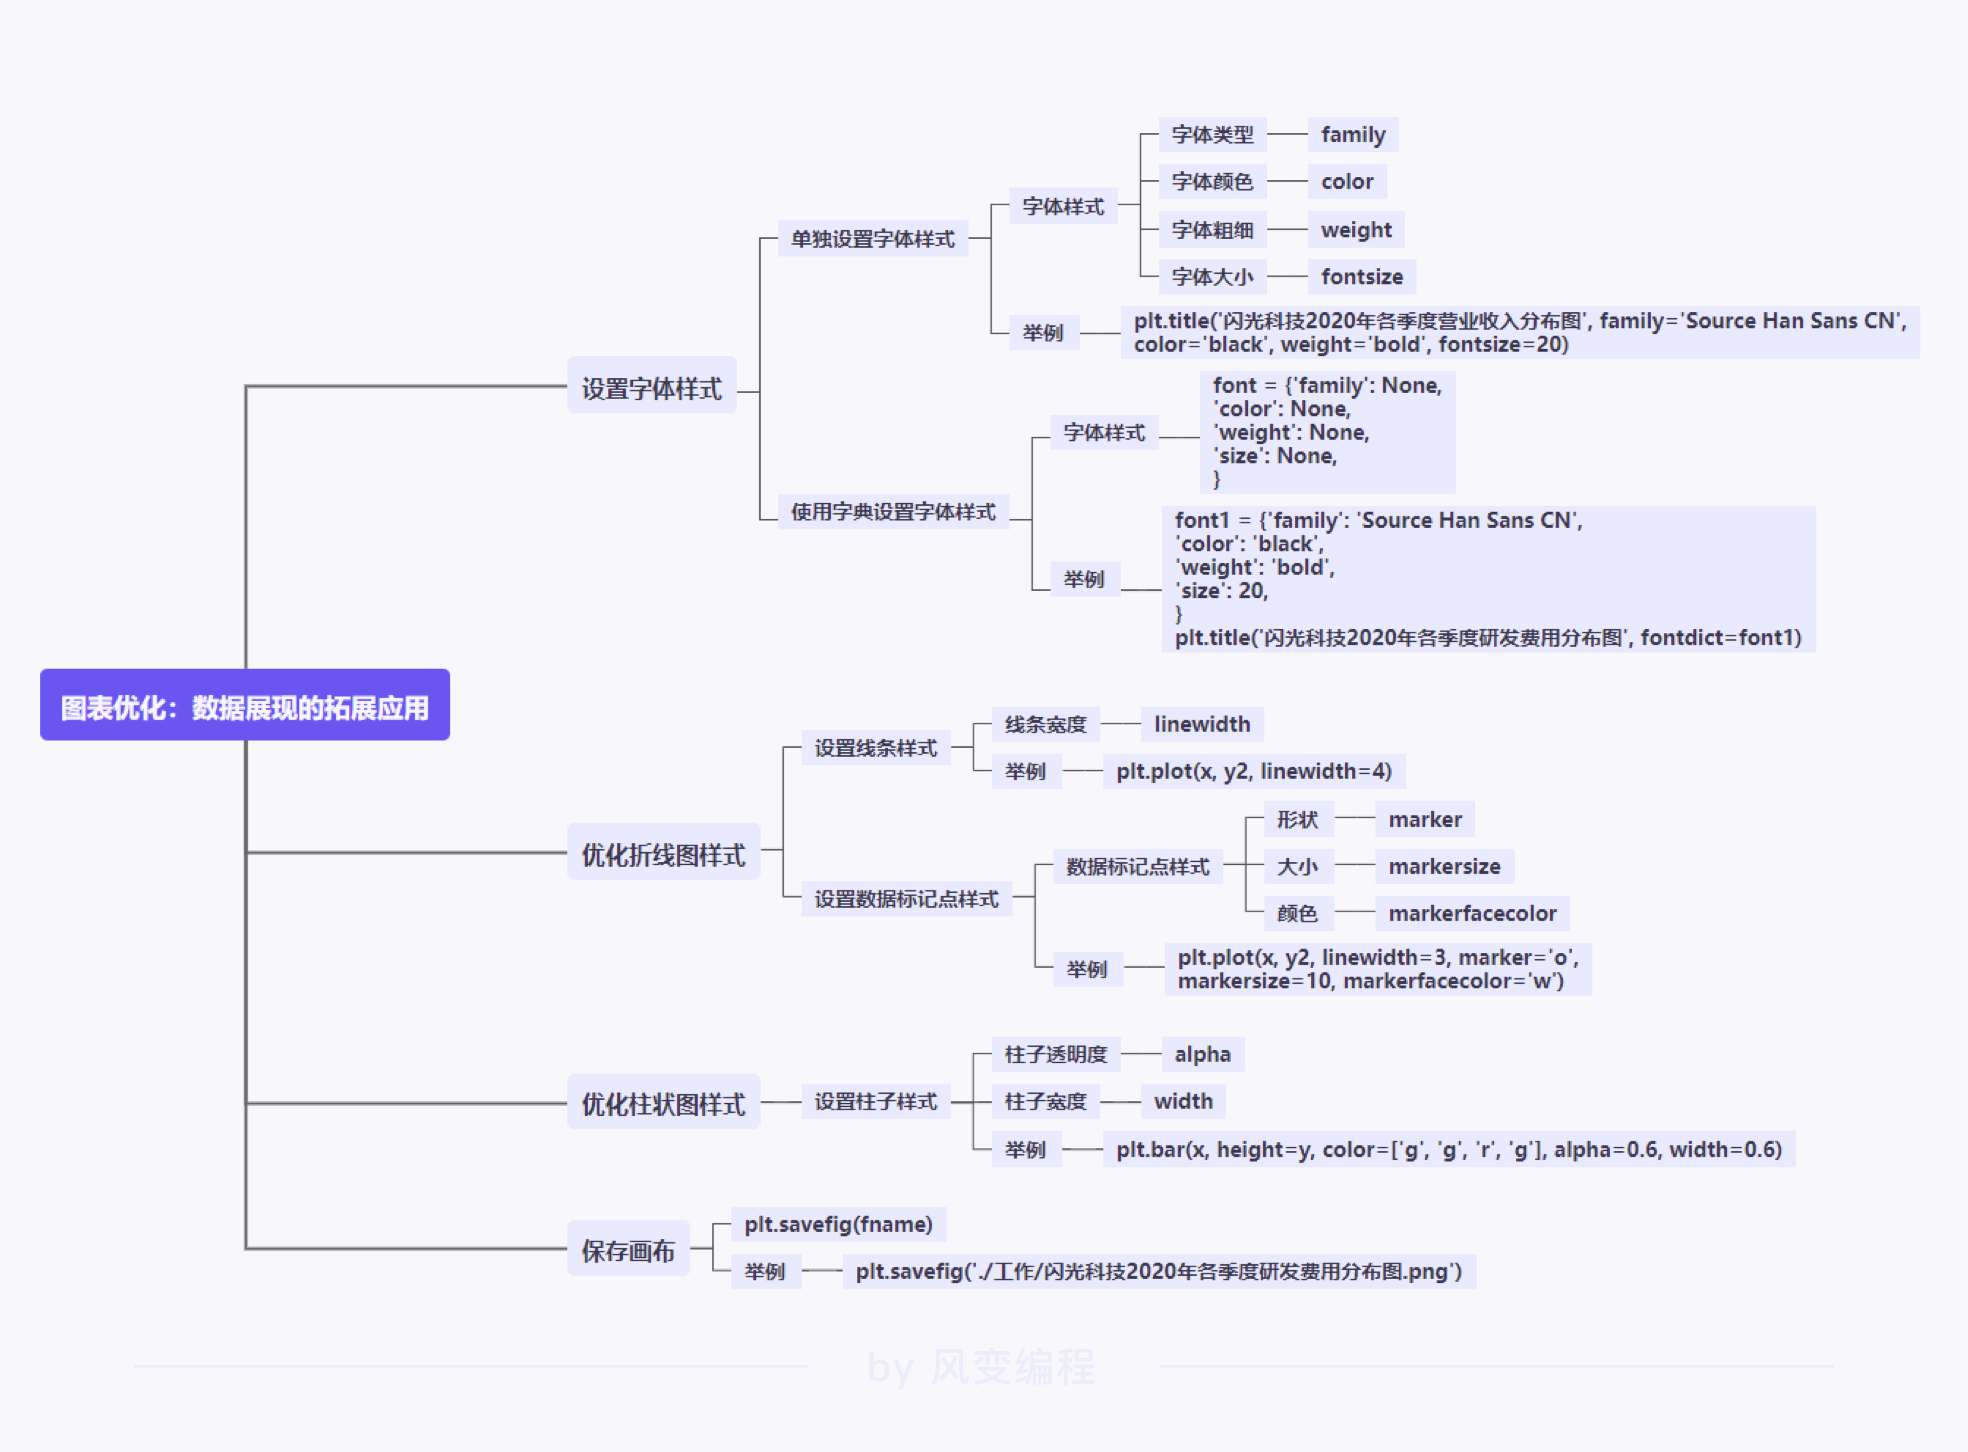 图表优化：数据展现的拓展应用
设置字体样式
单独设置字体样式
字体样式
字体类型
family
字体颜色
color
字体粗细
weight
字体大小
fontsize
举例
plt.title('闪光科技2020年各季度营业收入分布图', family='Source Han Sans CN',
color='black', weight='bold', fontsize=20)
使用字典设置字体样式
字体样式
font = {'family': None,
'color': None,
'weight': None,
'size': None,
}
举例
font1 = {'family': 'Source Han Sans CN',
'color': 'black',
'weight': 'bold',
'size': 20,
}
plt.title('闪光科技2020年各季度研发费用分布图', fontdict=font1)
优化折线图样式
设置线条样式
线条宽度
linewidth
举例
plt.plot(x, y2, linewidth=4)
设置数据标记点样式
数据标记点样式
形状
marker
大小
markersize
颜色
markerfacecolor
举例
plt.plot(x, y2, linewidth=3, marker='o',
markersize=10, markerfacecolor='w')
优化柱状图样式
设置柱子样式
柱子透明度
alpha
柱子宽度
width
举例
plt.bar(x, height=y, color=['g', 'g', 'r', 'g'], alpha=0.6, width=0.6)
保存画布
plt.savefig(fname)
举例
plt.savefig('./工作/闪光科技2020年各季度研发费用分布图.png')
by 风变编程